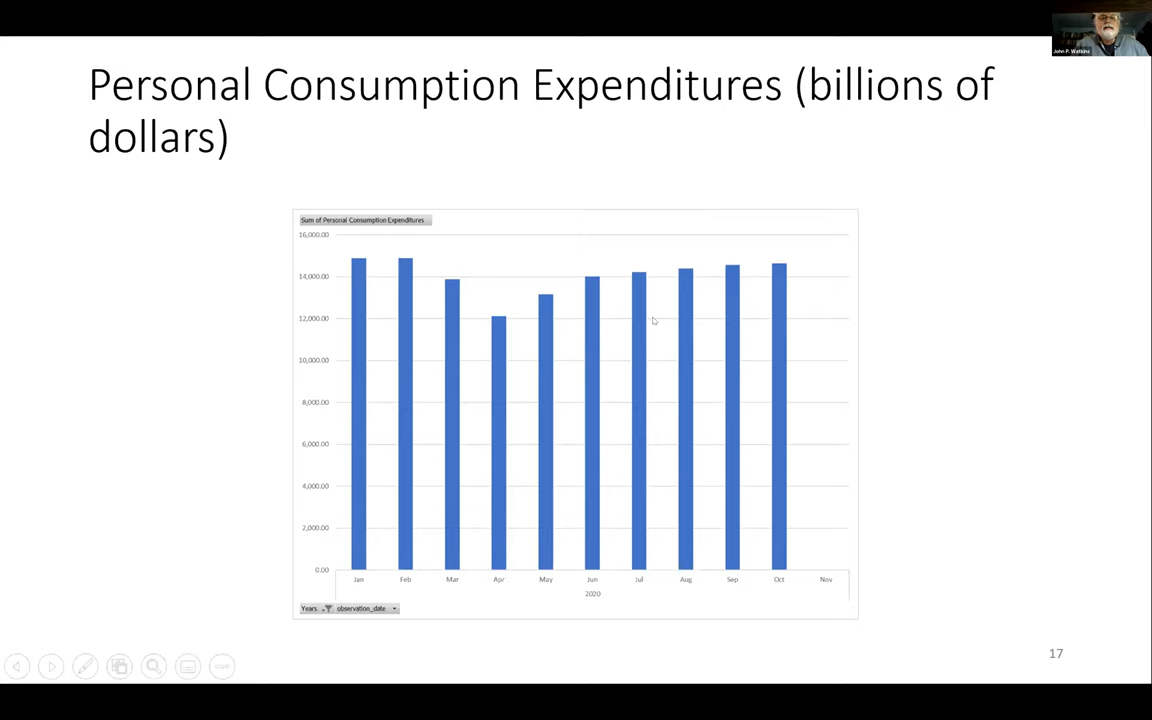 John P. Watkins
Personal Consumption Expenditures (billions of
dollars)
Sum of Personal Consumption Expenditures
16,000.00
14,000.00
12,000.00
10,000.00
8,000.00
6,000.00
4,000.00
2,000.00
0.00
Jan Feb Mar Apr May Jun Jul Aug Sep Oct Nov
2020
Years observation_date
17